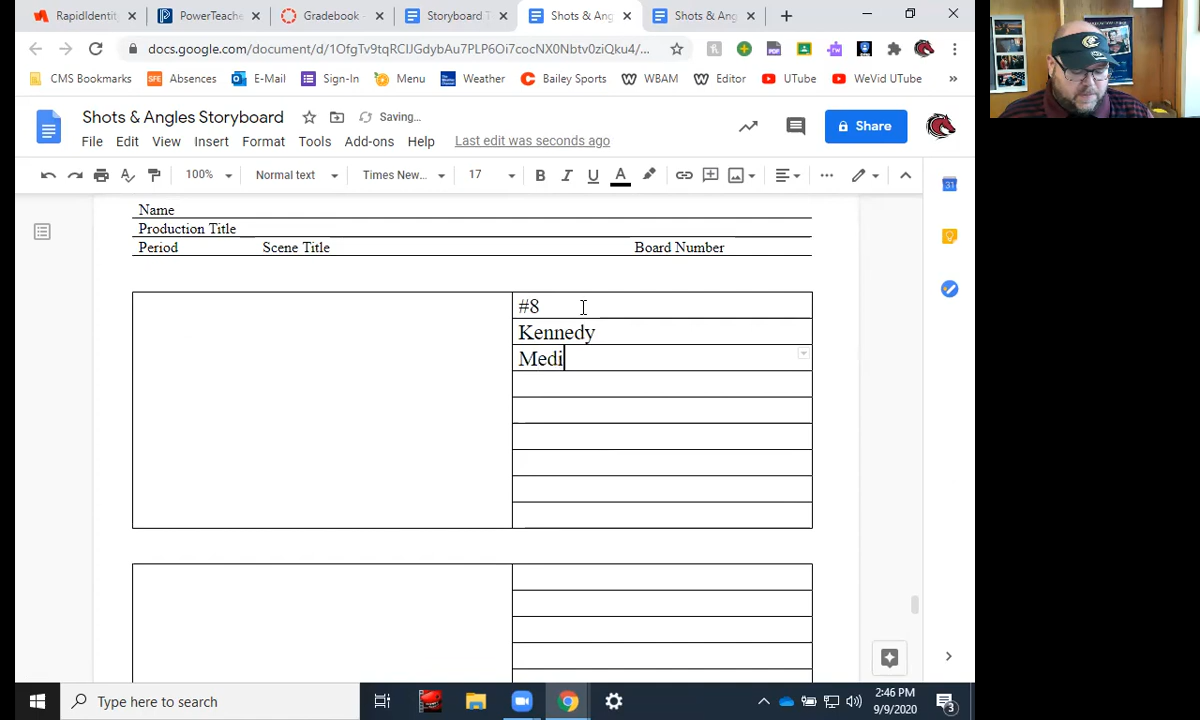 RapidIdentit
PowerTeache
Gradebook -
Storyboard T
Shots & Ang
Shots & Ang
docs.google.com/document/d/1OfgTv9tqRCIJGdybAu7PLP6Oi7cocNX0Nbtv0ziQku4/...
CMS Bookmarks
Absences
E-Mail
Sign-In
Menu
Weather
Bailey Sports
WBAM
Editor
UTube
WeVid UTube
»
Shots & Angles Storyboard
Saving...
Share
File Edit View Insert Format Tools Add-ons Help
Last edit was seconds ago
100%
Normal text
Times New...
17
B I U A
Name
Production Title
Period Scene Title Board Number
#8
Kennedy
Medi
Type here to search
2:46 PM
9/9/2020
3